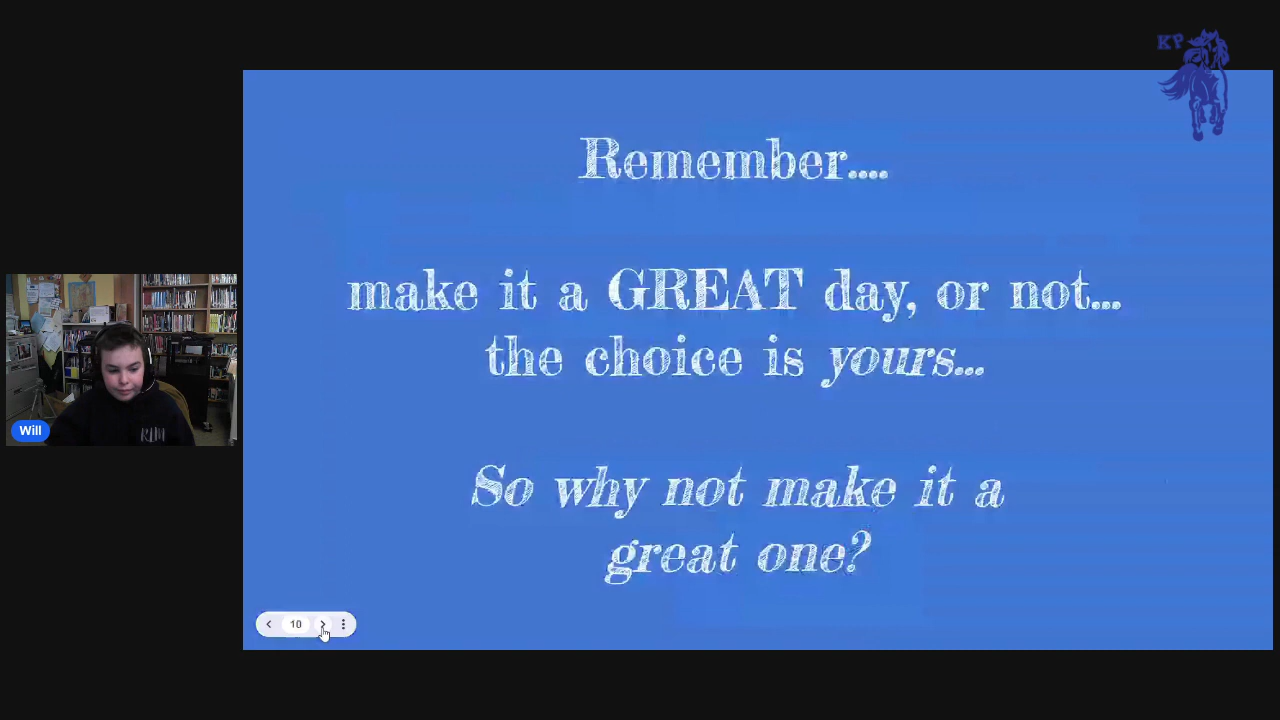 KP
Remember....
make it a GREAT day, or not...
the choice is yours...
So why not make it a
great one?
Will
10